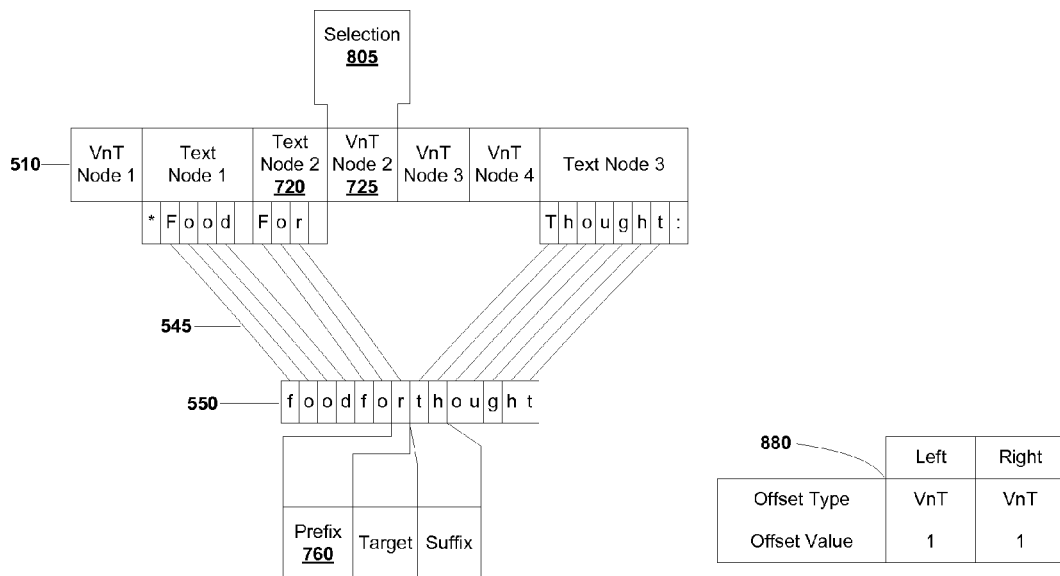 Selection
805
510
VnT Node 1
Text Node 1
Text Node 2
720
VnT Node 2
725
VnT Node 3
VnT Node 4
Text Node 3
* F o o d F o r T h o u g h t :
545
550
f o o d f o r t h o u g h t
880
Left Right
Offset Type VnT VnT
Offset Value 1 1
Prefix
760
Target Suffix